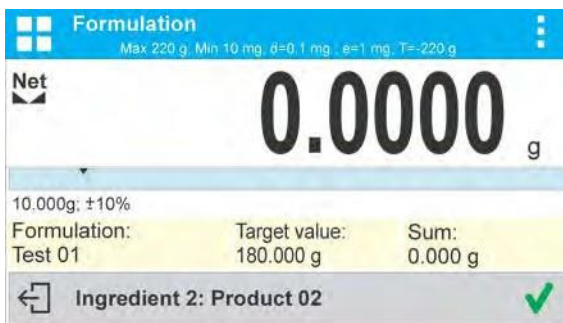 Formulation
Max 220 g, Min 10 mg, d=0.1 mg, e=1 mg, T=-220 g
Net
0.0000 g
10.000g; ±10%
Formulation: Target value: Sum:
Test 01 180.000 g 0.000 g
Ingredient 2: Product 02